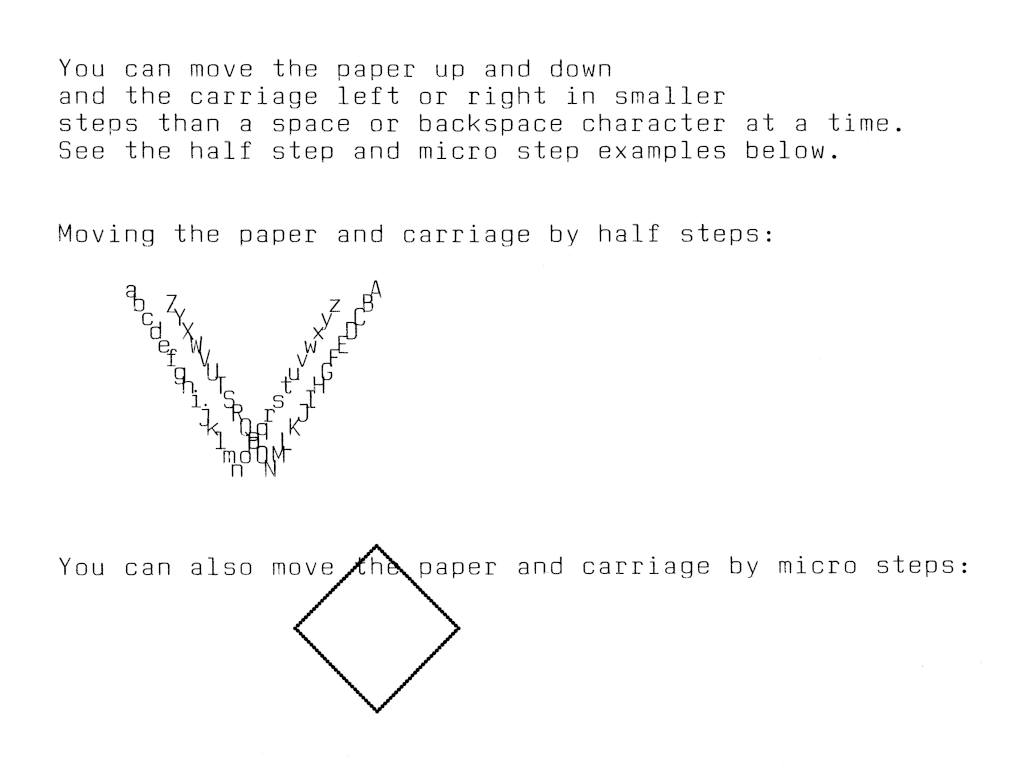 You can move the paper up and down
and the carriage left or right in smaller
steps than a space or backspace character at a time.
See the half step and micro step examples below.
Moving the paper and carriage by half steps:
abcdefghijklmnopqrstuvwxyz
ABCDEFGHIJKLMNOPQRSTUVWXYZ
You can also move the paper and carriage by micro steps: